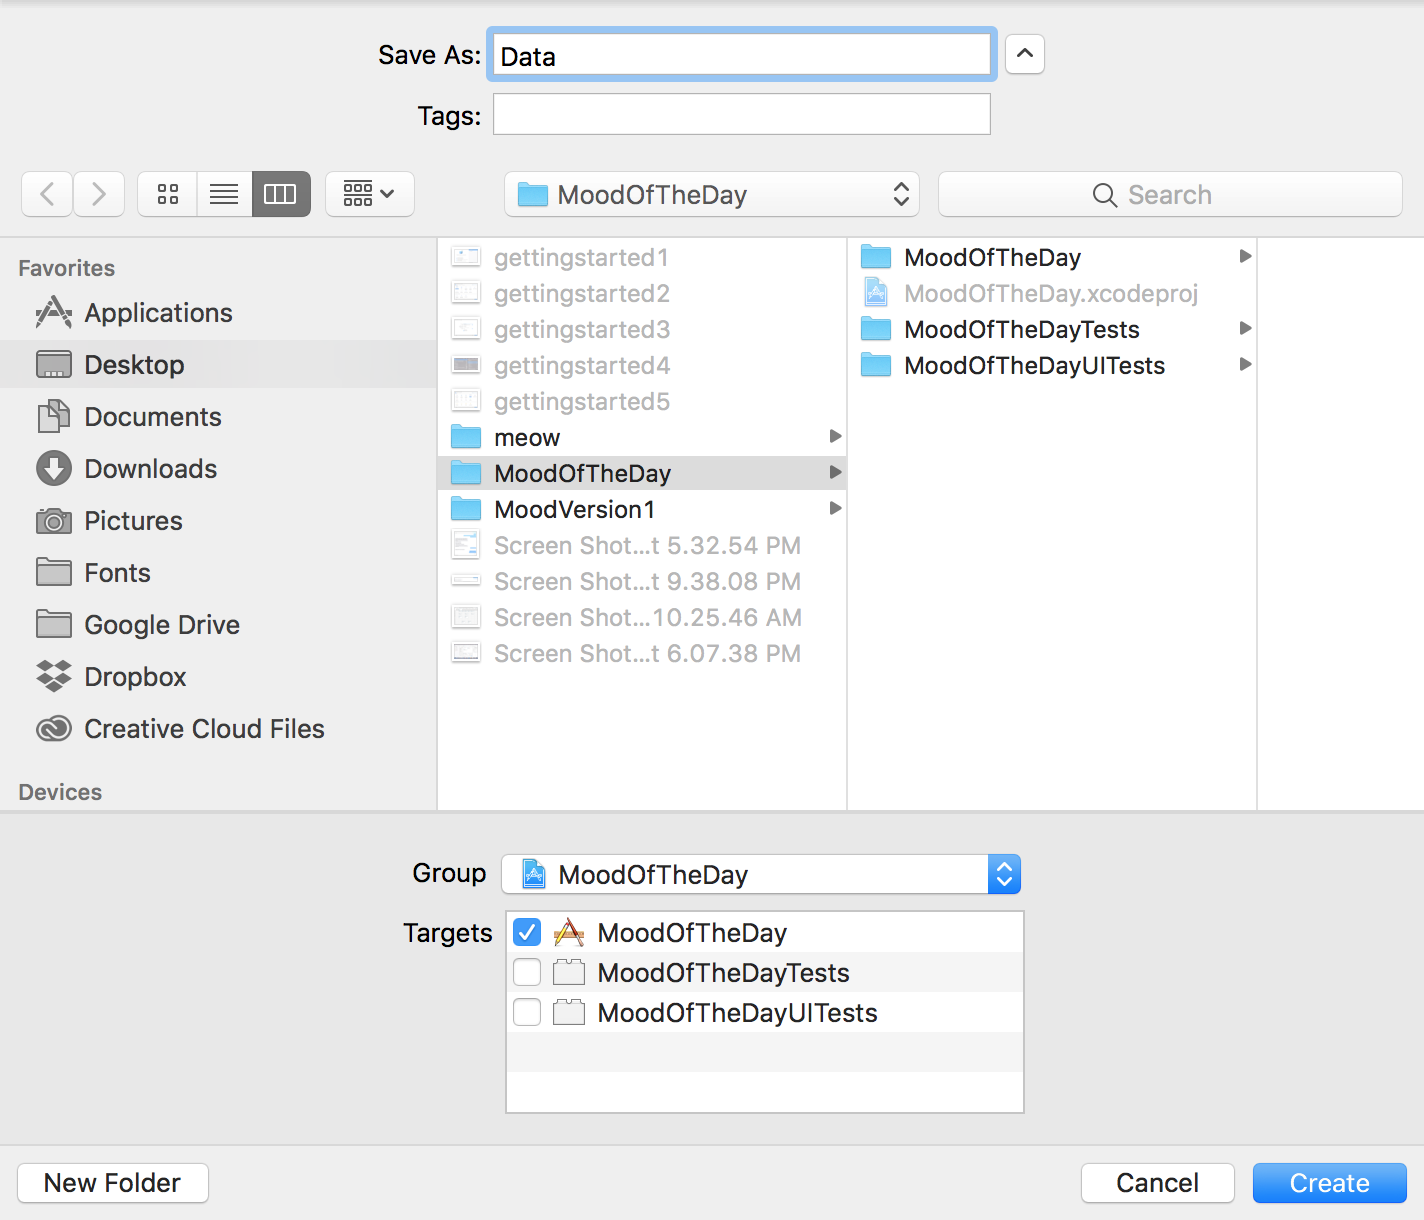 Save As: Data
Tags:
MoodOfTheDay
Search
Favorites
Applications
Desktop
Documents
Downloads
Pictures
Fonts
Google Drive
Dropbox
Creative Cloud Files
Devices
gettingstarted1
gettingstarted2
gettingstarted3
gettingstarted4
gettingstarted5
meow
MoodOfTheDay
MoodVersion1
Screen Shot...t 5.32.54 PM
Screen Shot...t 9.38.08 PM
Screen Shot...10.25.46 AM
Screen Shot...t 6.07.38 PM
MoodOfTheDay
MoodOfTheDay.xcodeproj
MoodOfTheDayTests
MoodOfTheDayUITests
Group MoodOfTheDay
Targets MoodOfTheDay
MoodOfTheDayTests
MoodOfTheDayUITests
New Folder
Cancel
Create